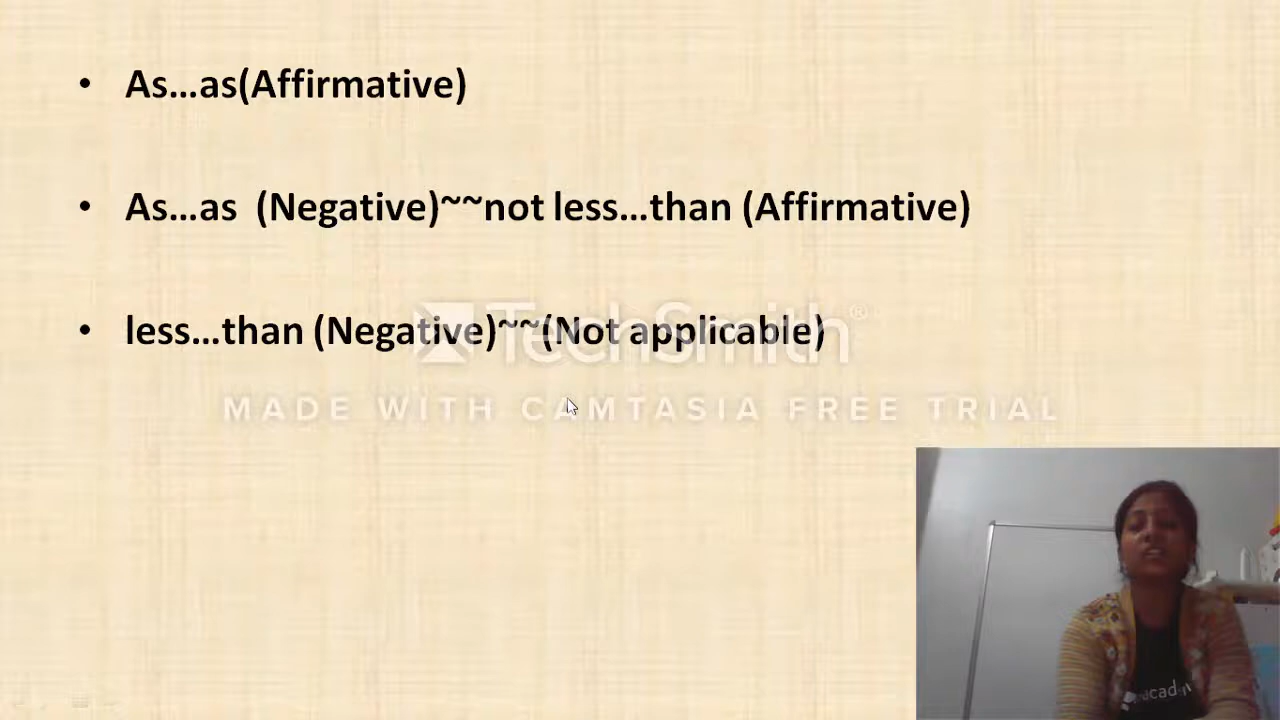 • As...as(Affirmative)
• As...as (Negative)~~not less...than (Affirmative)
• less...than (Negative)~~(Not applicable)
TechSmith®
MADE WITH CAMTASIA FREE TRIAL